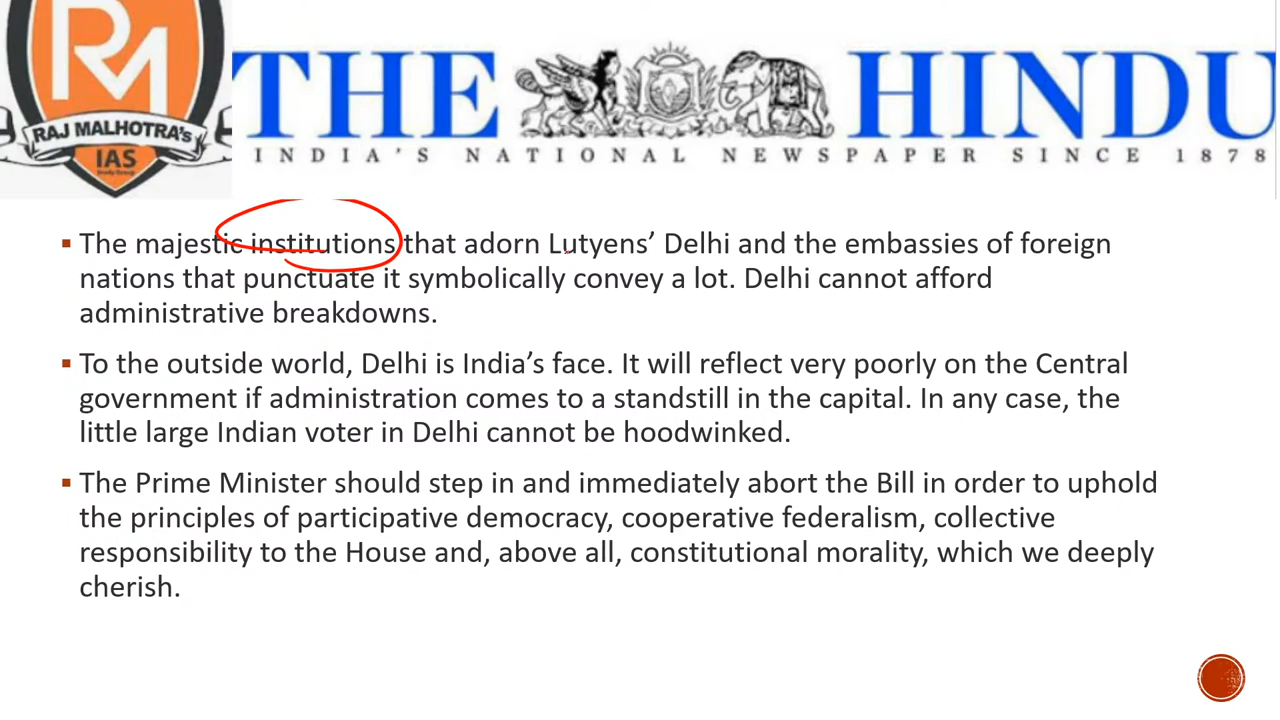 RM
RAJ MALHOTRA's
IAS
Study Group
THE HINDU
INDIA'S NATIONAL NEWSPAPER SINCE 1878
▪ The majestic institutions that adorn Lutyens’ Delhi and the embassies of foreign
nations that punctuate it symbolically convey a lot. Delhi cannot afford
administrative breakdowns.
▪ To the outside world, Delhi is India’s face. It will reflect very poorly on the Central
government if administration comes to a standstill in the capital. In any case, the
little large Indian voter in Delhi cannot be hoodwinked.
▪ The Prime Minister should step in and immediately abort the Bill in order to uphold
the principles of participative democracy, cooperative federalism, collective
responsibility to the House and, above all, constitutional morality, which we deeply
cherish.